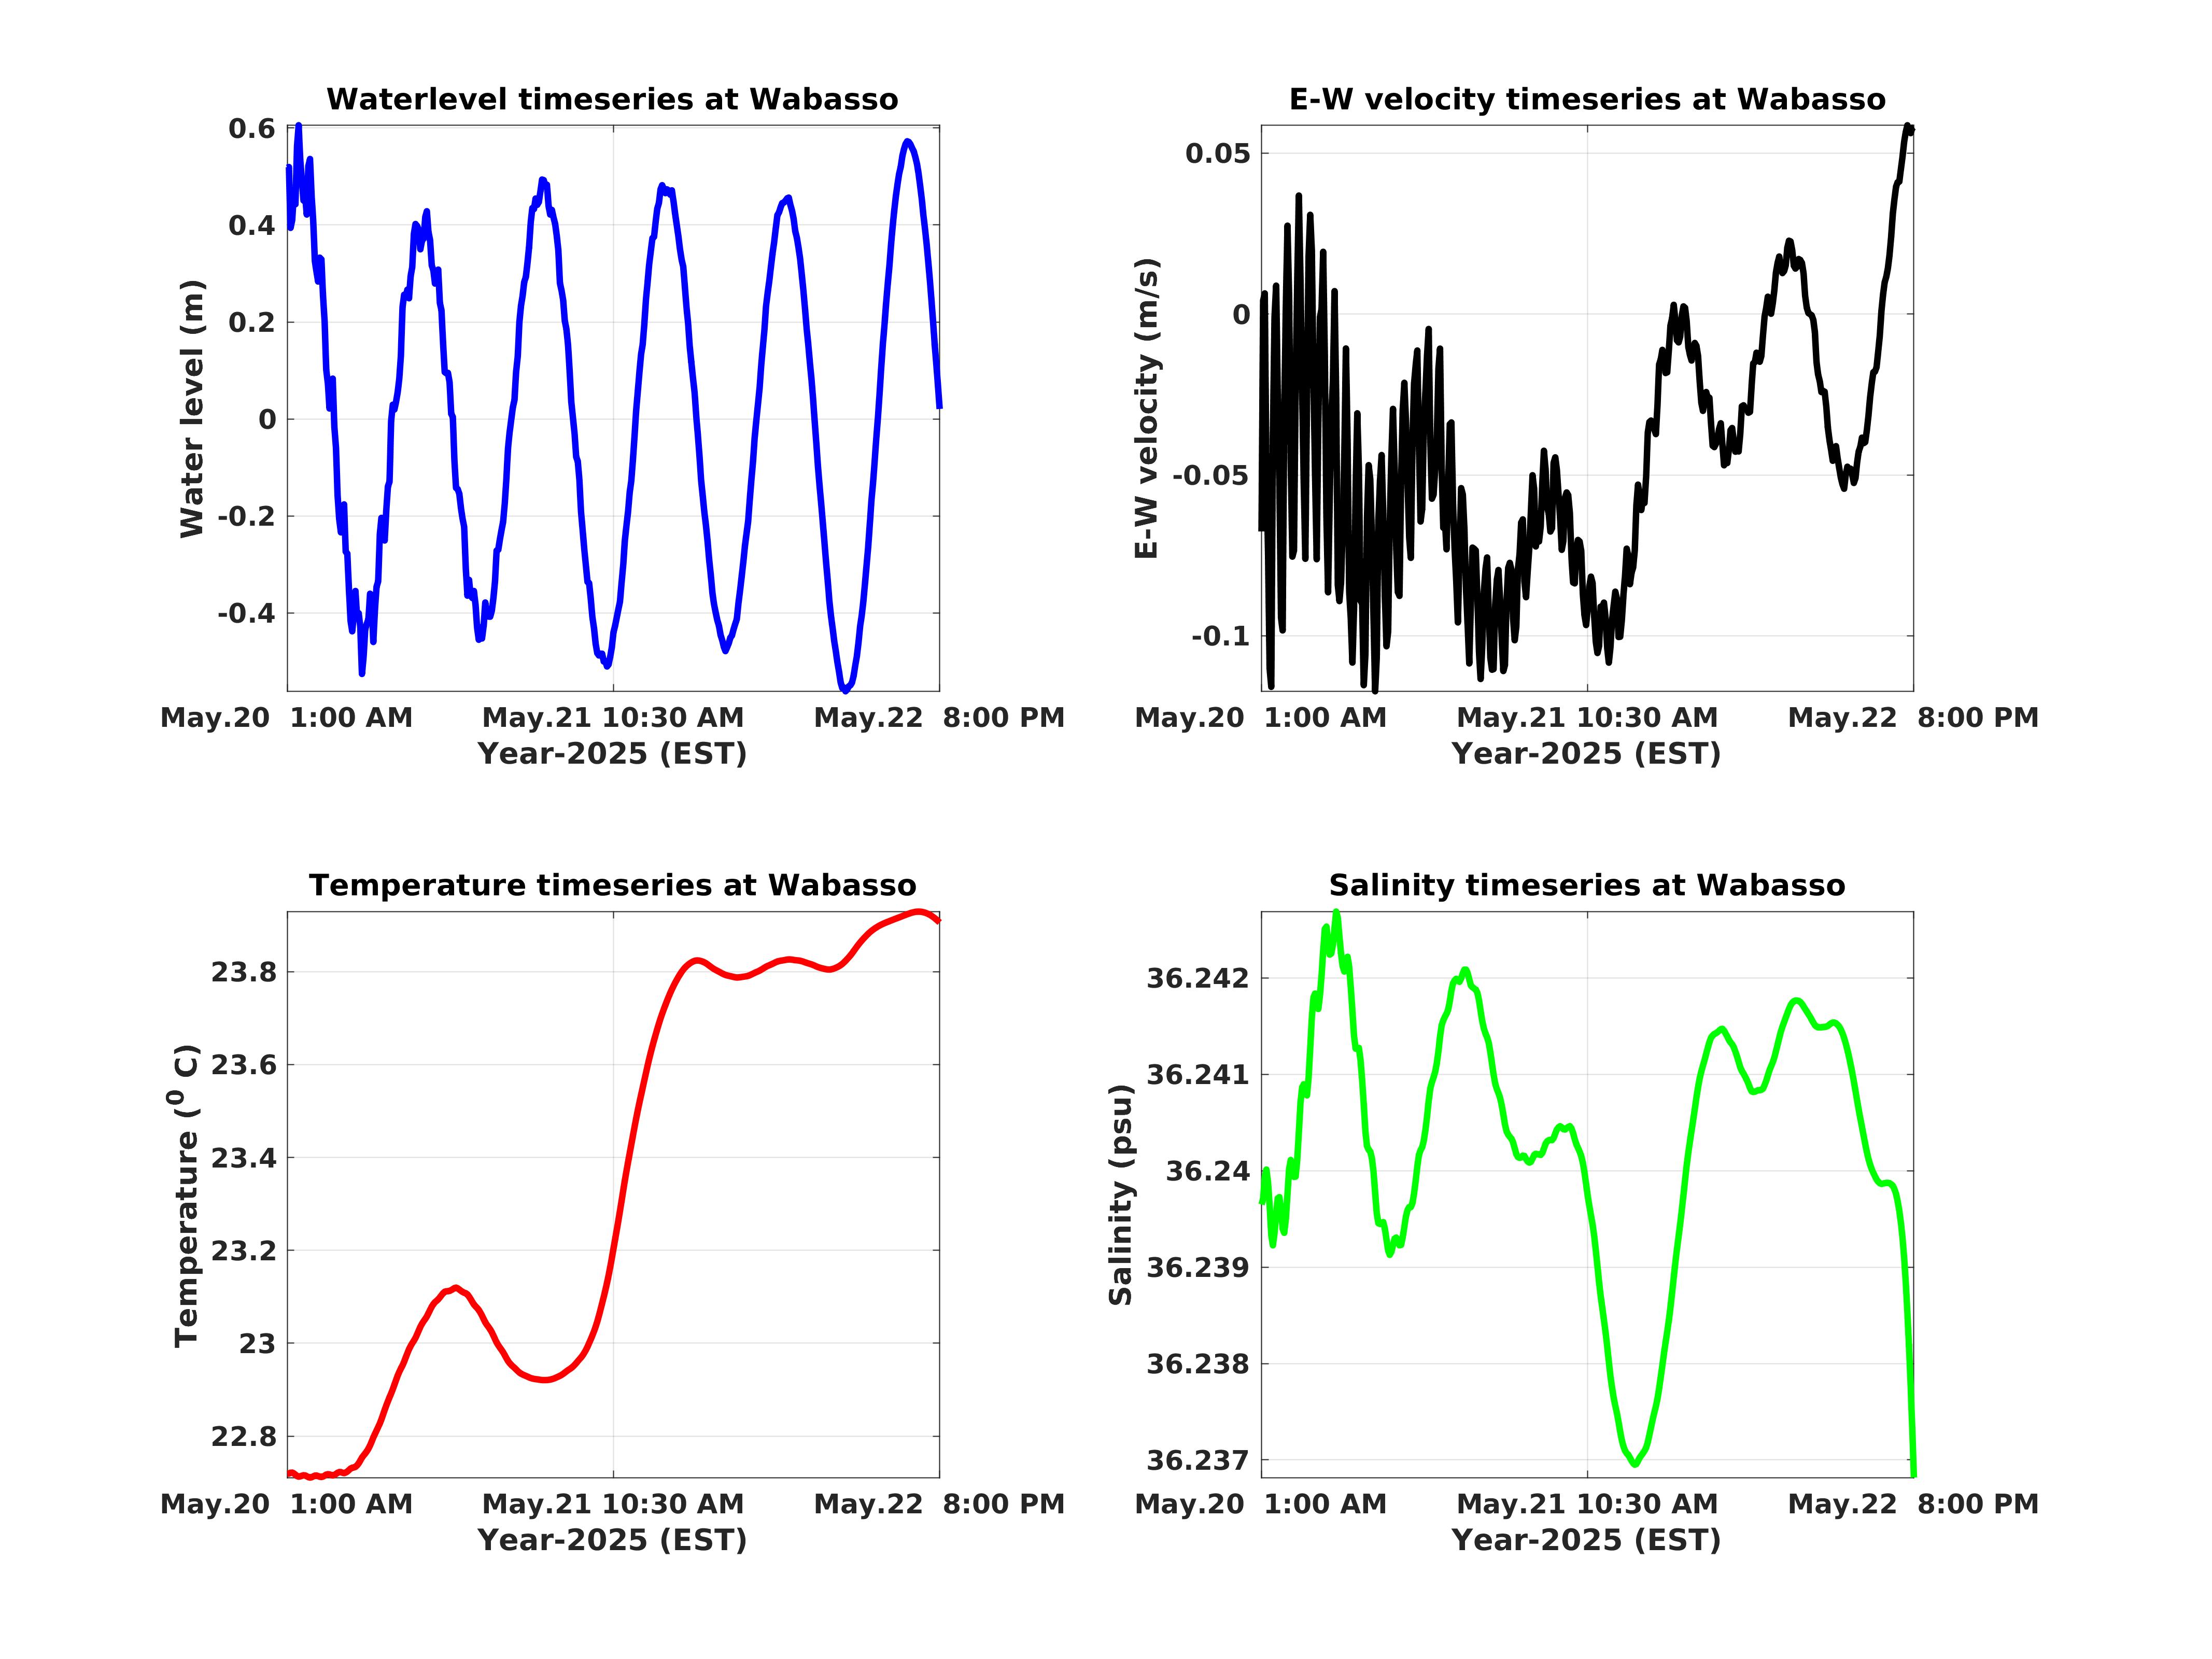 Waterlevel timeseries at Wabasso
0.6
0.4
0.2
0
-0.2
-0.4
Water level (m)
May.20 1:00 AM May.21 10:30 AM May.22 8:00 PM
Year-2025 (EST)
E-W velocity timeseries at Wabasso
0.05
0
-0.05
-0.1
E-W velocity (m/s)
May.20 1:00 AM May.21 10:30 AM May.22 8:00 PM
Year-2025 (EST)
Temperature timeseries at Wabasso
23.8
23.6
23.4
23.2
23
22.8
Temperature (⁰ C)
May.20 1:00 AM May.21 10:30 AM May.22 8:00 PM
Year-2025 (EST)
Salinity timeseries at Wabasso
36.242
36.241
36.24
36.239
36.238
36.237
Salinity (psu)
May.20 1:00 AM May.21 10:30 AM May.22 8:00 PM
Year-2025 (EST)